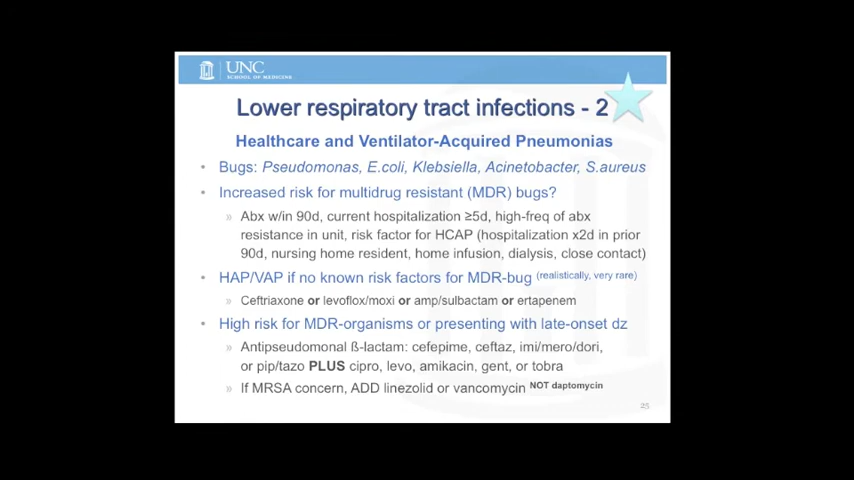 UNC
SCHOOL OF MEDICINE
Lower respiratory tract infections - 2
Healthcare and Ventilator-Acquired Pneumonias
• Bugs: Pseudomonas, E.coli, Klebsiella, Acinetobacter, S.aureus
• Increased risk for multidrug resistant (MDR) bugs?
» Abx w/in 90d, current hospitalization ≥5d, high-freq of abx
resistance in unit, risk factor for HCAP (hospitalization x2d in prior
90d, nursing home resident, home infusion, dialysis, close contact)
• HAP/VAP if no known risk factors for MDR-bug (realistically, very rare)
» Ceftriaxone or levoflox/moxi or amp/sulbactam or ertapenem
• High risk for MDR-organisms or presenting with late-onset dz
» Antipseudomonal ß-lactam: cefepime, ceftaz, imi/mero/dori,
or pip/tazo PLUS cipro, levo, amikacin, gent, or tobra
» If MRSA concern, ADD linezolid or vancomycin NOT daptomycin
25